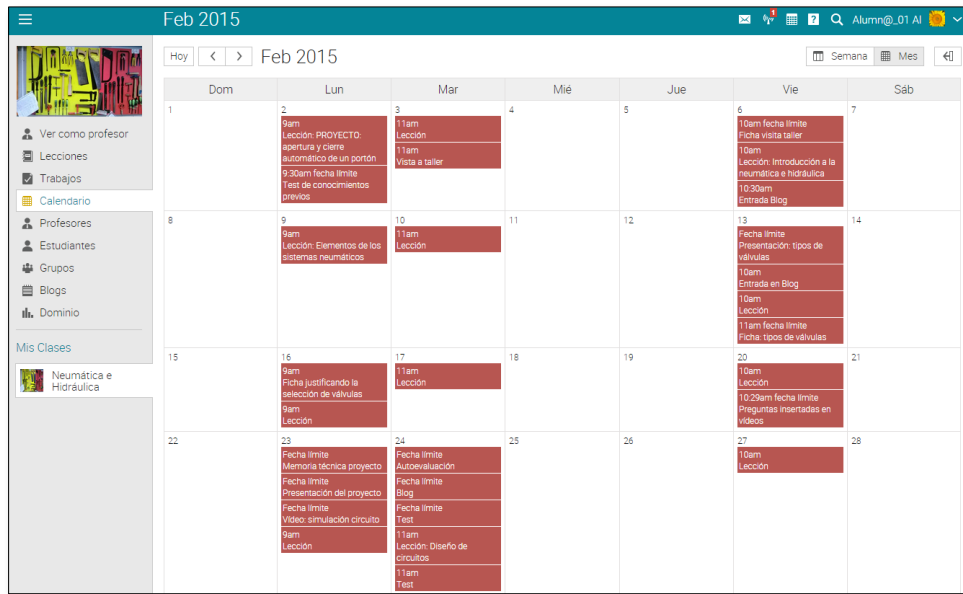 Feb 2015
1
Alumn@_01 Al
Ver como profesor
Lecciones
Trabajos
Calendario
Profesores
Estudiantes
Grupos
Blogs
Dominio
Mis Clases
Neumática e
Hidráulica
Hoy
Feb 2015
Semana
Mes
Dom
Lun
Mar
Mié
Jue
Vie
Sáb
1
2
9am
Lección: PROYECTO:
apertura y cierre
automático de un portón
9:30am fecha límite
Test de conocimientos
previos
3
11am
Lección
11am
Vista a taller
4
5
6
10am fecha límite
Ficha visita taller
10am
Lección: Introducción a la
neumática e hidráulica
10:30am
Entrada Blog
7
8
9
9am
Lección: Elementos de los
sistemas neumáticos
10
11am
Lección
11
12
13
Fecha límite
Presentación: tipos de
válvulas
10am
Entrada en Blog
10am
Lección
11am fecha límite
Ficha: tipos de válvulas
14
15
16
9am
Ficha justificando la
selección de válvulas
9am
Lección
17
11am
Lección
18
19
20
10am
Lección
10:29am fecha límite
Preguntas insertadas en
vídeos
21
22
23
Fecha límite
Memoria técnica proyecto
Fecha límite
Presentación del proyecto
Fecha límite
Vídeo: simulación circuito
9am
Lección
24
Fecha límite
Autoevaluación
Fecha límite
Blog
Fecha límite
Test
11am
Lección: Diseño de
circuitos
11am
Test
25
26
27
10am
Lección
28